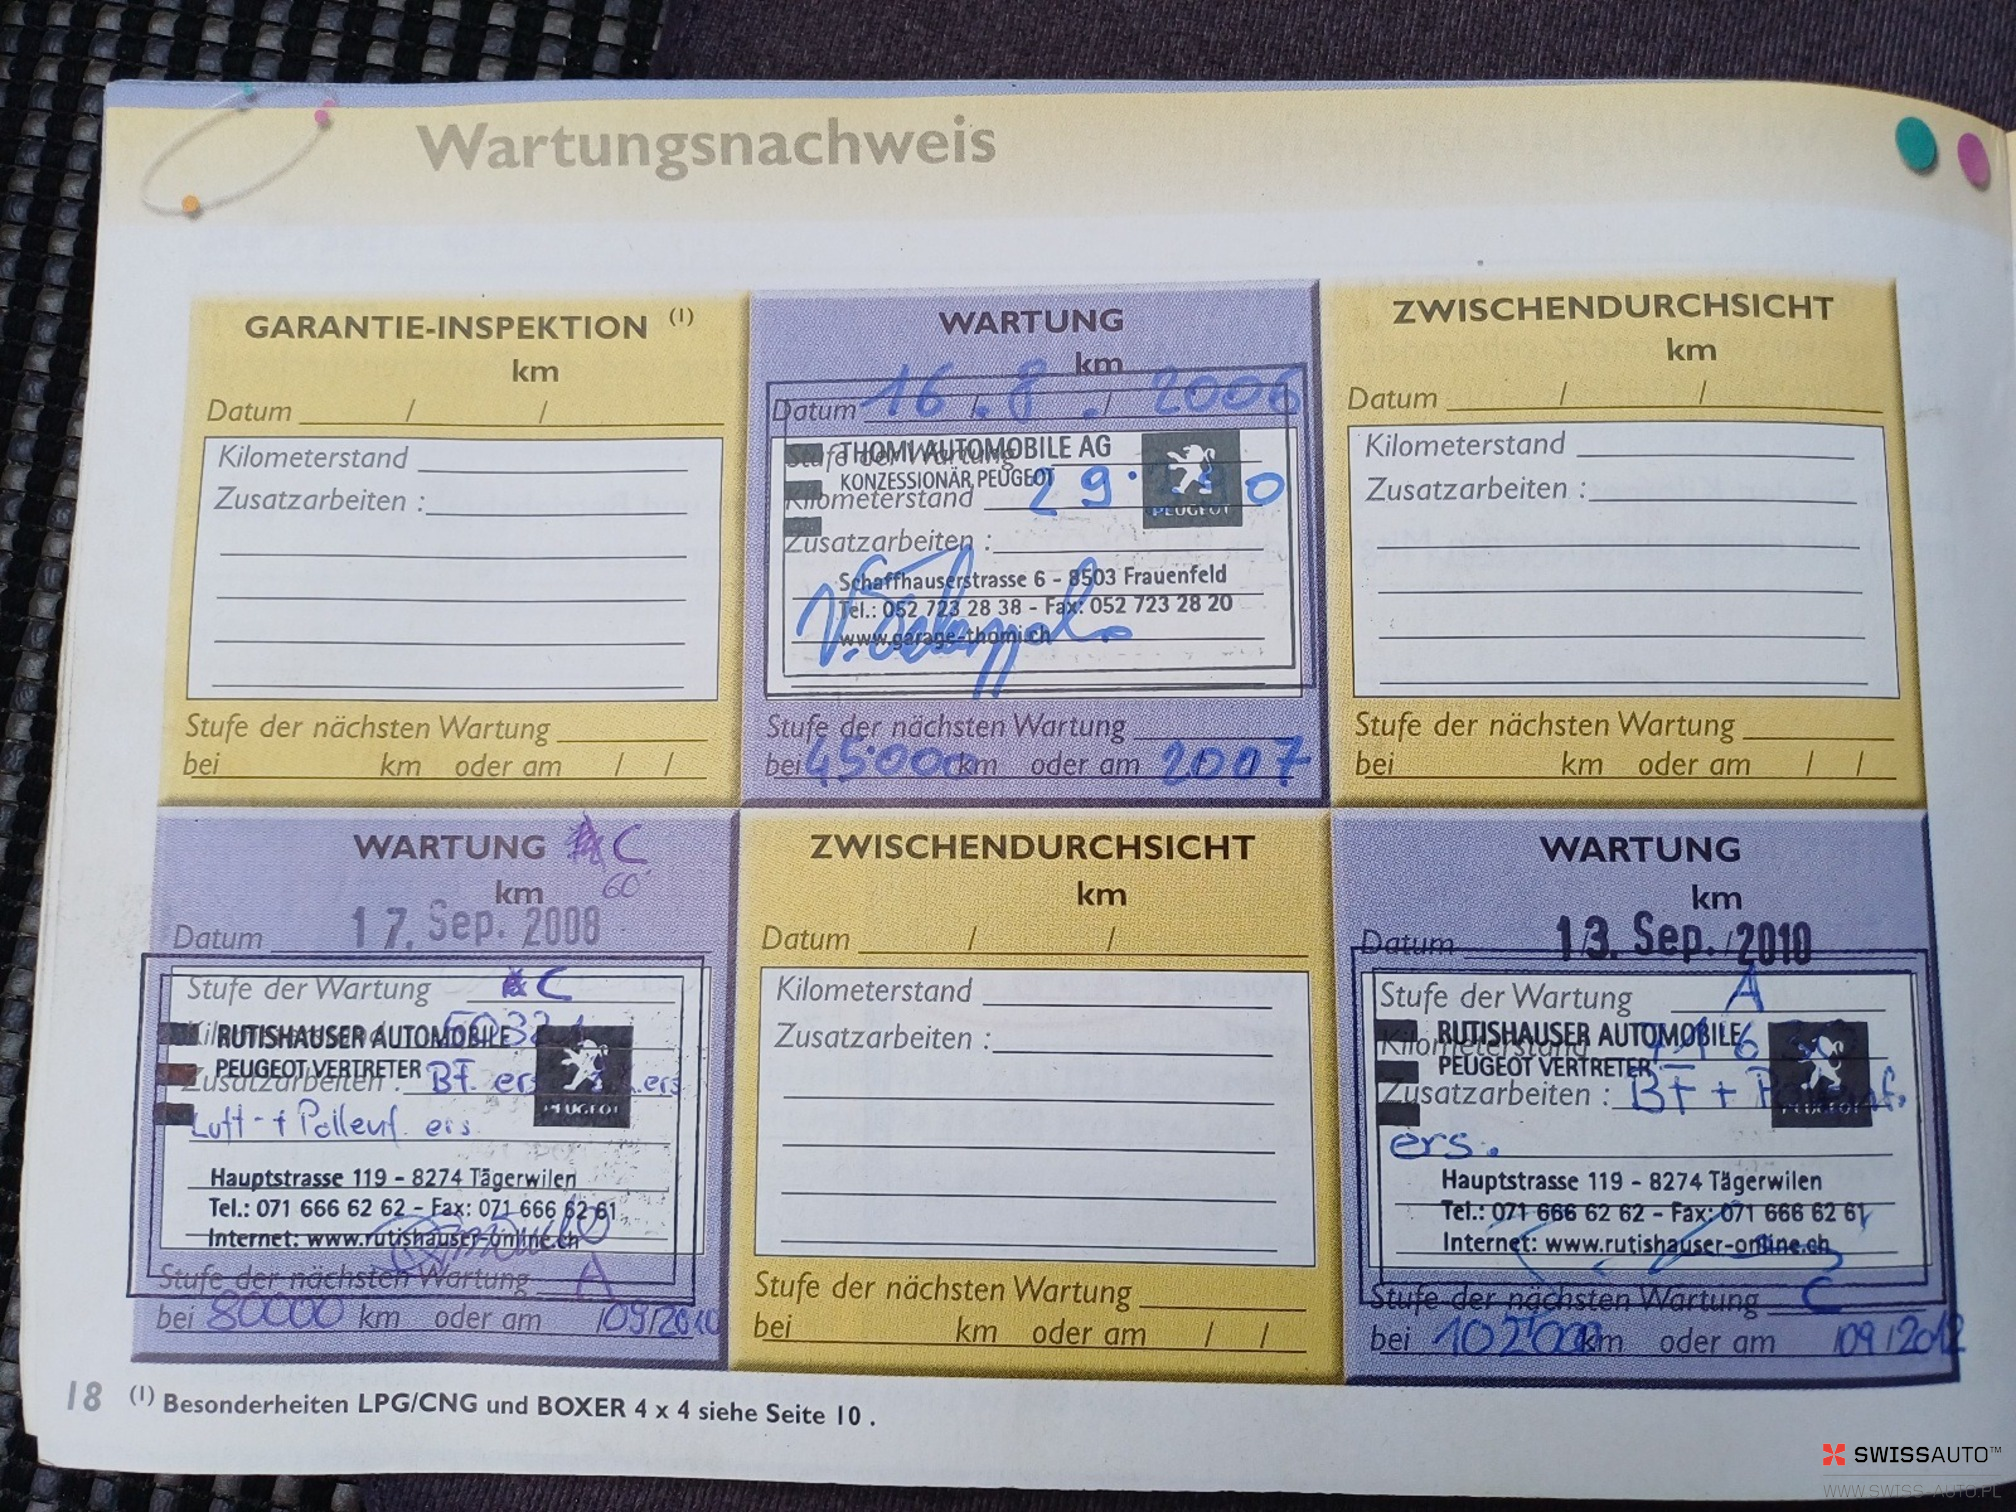 Wartungsnachweis
GARANTIE-INSPEKTION (1)
km
Datum / /
Kilometerstand
Zusatzarbeiten :
Stufe der nächsten Wartung
bei km oder am / /
WARTUNG
km
Datum 16. 8. 2006
THOMI AUTOMOBILE AG
Stufe der Wartung
KONZESSIONÄR PEUGEOT
Kilometerstand
PEUGEOT
Zusatzarbeiten :
Schaffhauserstrasse 6 - 8503 Frauenfeld
Tel.: 052 723 28 38 - Fax: 052 723 28 20
www.garage-thomi.ch
Stufe der nächsten Wartung
bei 45000 km oder am 2007
ZWISCHENDURCHSICHT
km
Datum / /
Kilometerstand
Zusatzarbeiten :
Stufe der nächsten Wartung
bei km oder am / /
WARTUNG C
km 60
Datum 17. Sep. 2008
Stufe der Wartung C
RUTISHAUSER AUTOMOBILE
PEUGEOT VERTRETER
Zusatzarbeiten : BF. ers
PEUGEOT
Luft- + Pollenf. ers
Hauptstrasse 119 - 8274 Tägerwilen
Tel.: 071 666 62 62 - Fax: 071 666 62 61
Internet: www.rutishauser-online.ch
Stufe der nächsten Wartung A
bei 80000 km oder am /09/2010
ZWISCHENDURCHSICHT
km
Datum / /
Kilometerstand
Zusatzarbeiten :
Stufe der nächsten Wartung
bei km oder am / /
WARTUNG
km
Datum 13. Sep. 2010
Stufe der Wartung A
RUTISHAUSER AUTOMOBILE
Kilometerstand
PEUGEOT VERTRETER
Zusatzarbeiten : BF +
PEUGEOT
ers.
Hauptstrasse 119 - 8274 Tägerwilen
Tel.: 071 666 62 62 - Fax: 071 666 62 61
Internet: www.rutishauser-online.ch
Stufe der nächsten Wartung C
bei 102'000 km oder am /09/2012
18 (1) Besonderheiten LPG/CNG und BOXER 4 x 4 siehe Seite 10 .
SWISSAUTO™
WWW.SWISS-AUTO.PL